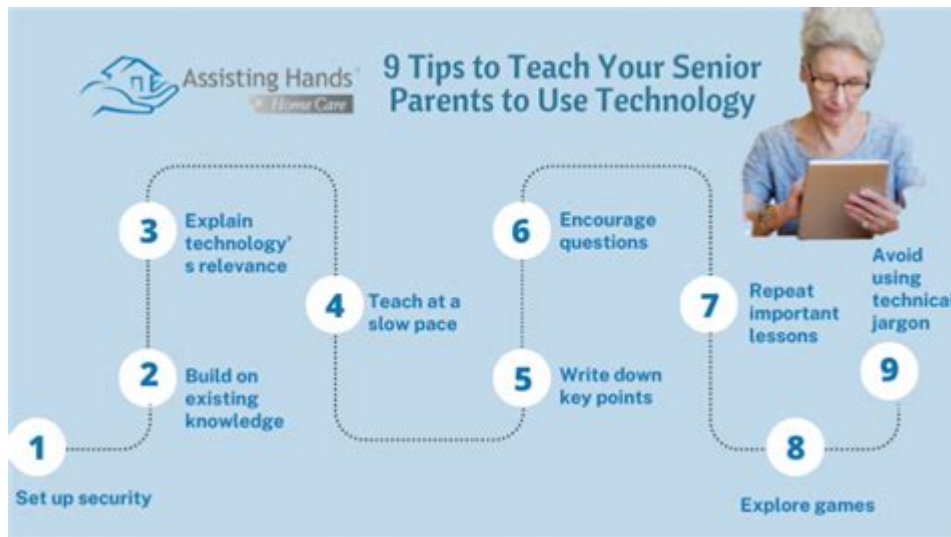 Assisting Hands®
Home Care
9 Tips to Teach Your Senior
Parents to Use Technology
1
Set up security
2
Build on
existing
knowledge
3
Explain
technology'
s relevance
4
Teach at a
slow pace
5
Write down
key points
6
Encourage
questions
7
Repeat
important
lessons
8
Explore games
9
Avoid
using
technical
jargon